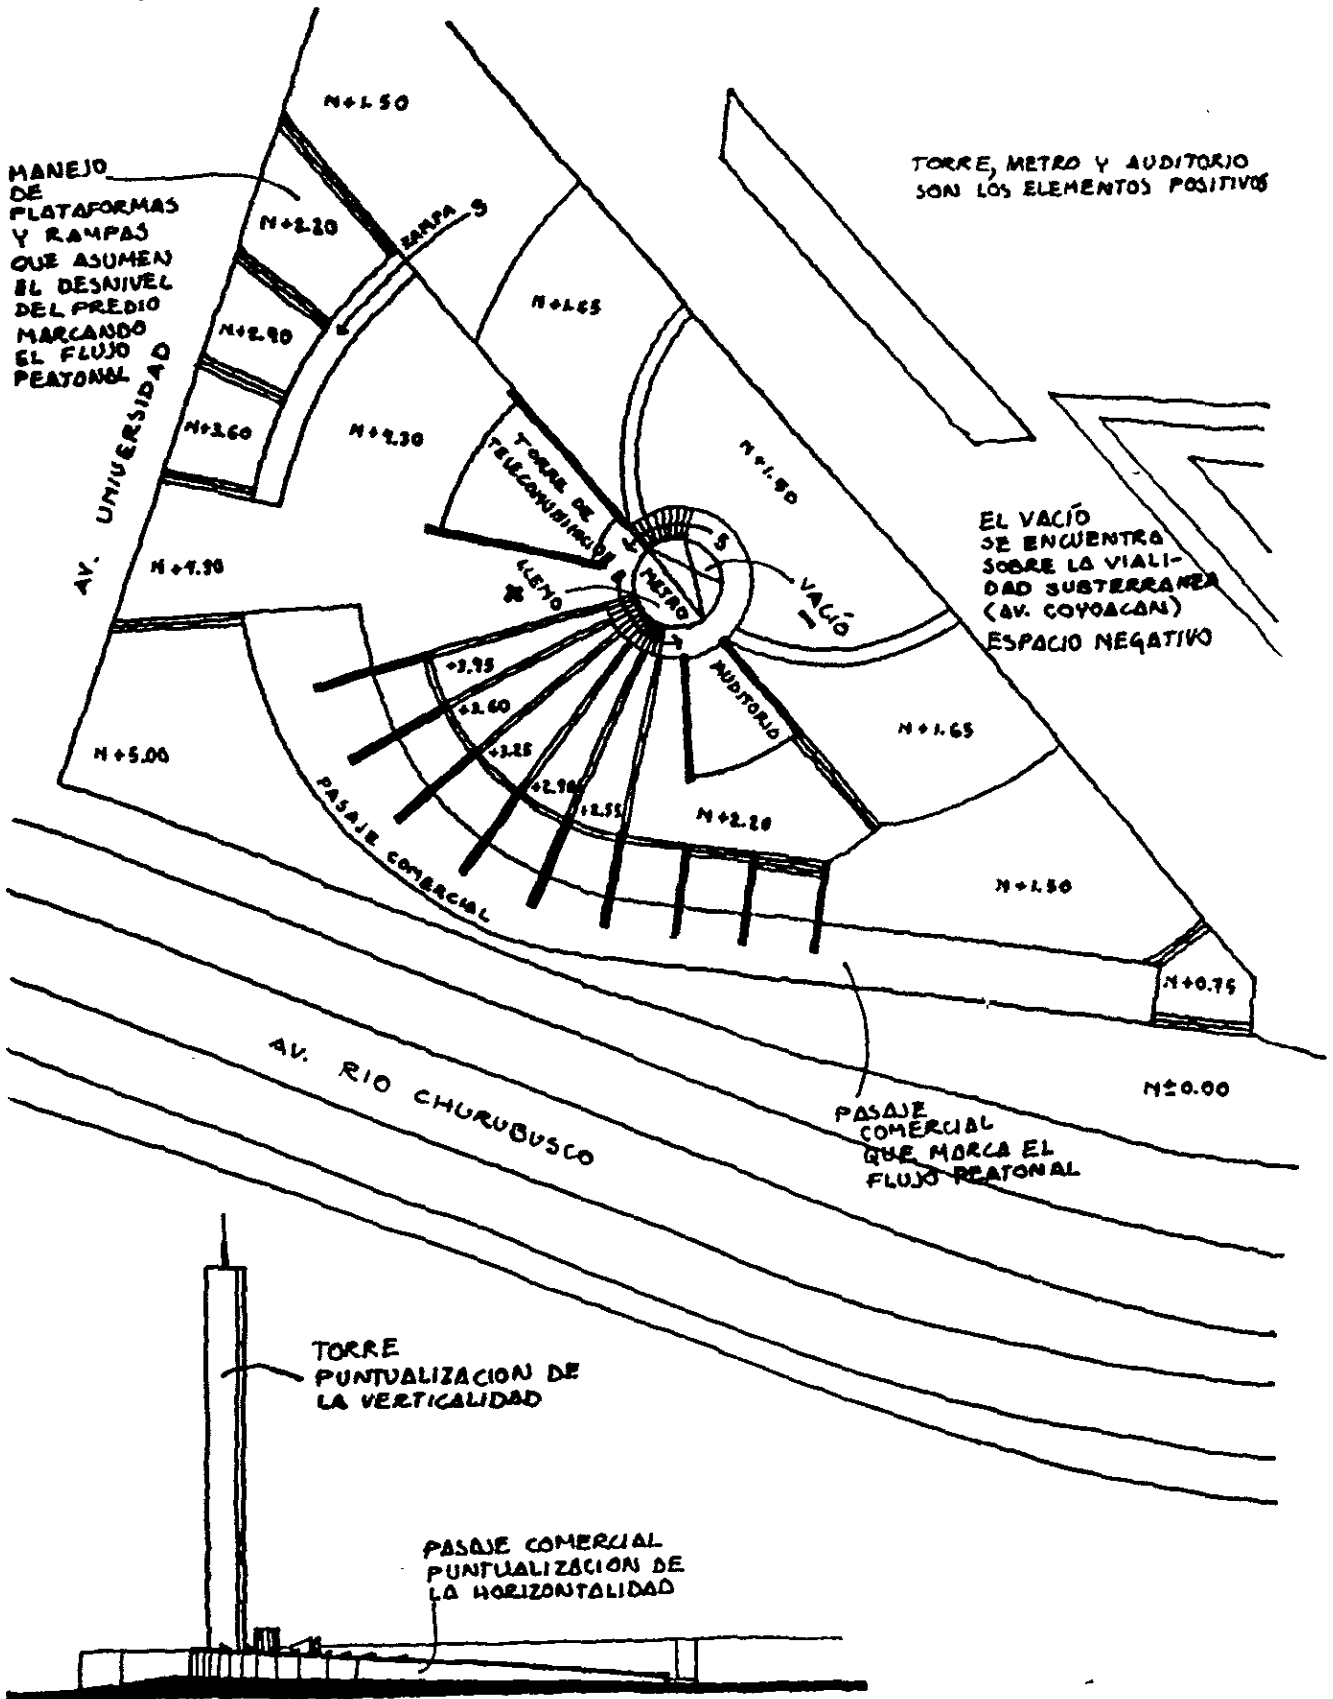 N+1.50
MANEJO
DE
PLATAFORMAS
Y RAMPAS
QUE ASUMEN
EL DESNIVEL
DEL PREDIO
MARCANDO
EL FLUJO
PEATONAL
TORRE, METRO Y AUDITORIO
SON LOS ELEMENTOS POSITIVOS
N+2.20
RAMPA S
N+2.90
N+1.65
N+3.60
N+4.30
AV. UNIVERSIDAD
TORRE DE
TELECOMUNICACIONES
N+1.50
S
EL VACÍO
SE ENCUENTRA
SOBRE LA VIALI-
DAD SUBTERRANEA
(AV. COYOACAN)
ESPACIO NEGATIVO
N+4.30
LLENO
METRO
VACÍO
-
+3.95
+3.60
+3.25
+2.90
+2.55
AUDITORIO
N+1.65
N+5.00
PASAJE COMERCIAL
N+2.20
N+1.50
N+0.75
AV. RIO CHURUBUSCO
N±0.00
PASAJE
COMERCIAL
QUE MARCA EL
FLUJO PEATONAL
TORRE
PUNTUALIZACION DE
LA VERTICALIDAD
PASAJE COMERCIAL
PUNTUALIZACION DE
LA HORIZONTALIDAD